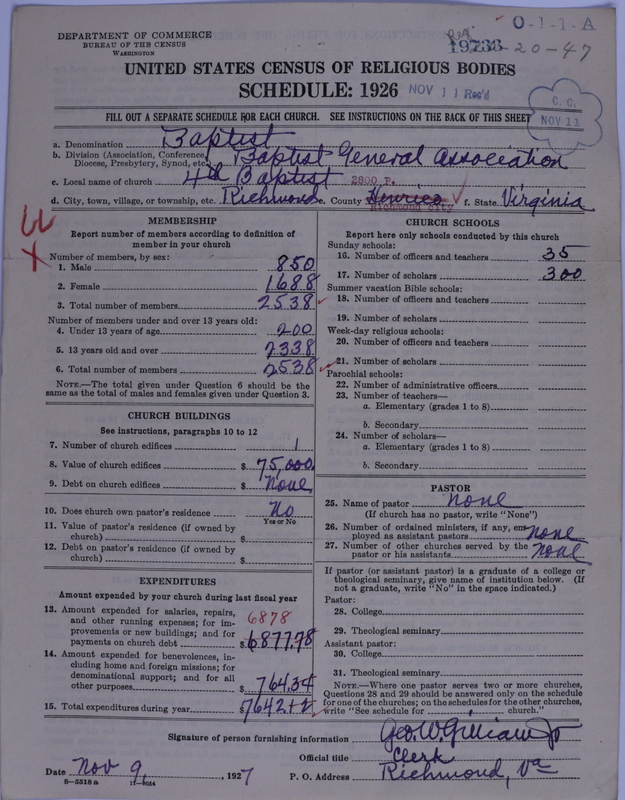 DEPARTMENT OF COMMERCE
BUREAU OF THE CENSUS
WASHINGTON
Reg.
19736-20-47
O-11-A
UNITED STATES CENSUS OF RELIGIOUS BODIES
SCHEDULE: 1926
NOV 11 Rec'd
C. C.
NOV 11
FILL OUT A SEPARATE SCHEDULE FOR EACH CHURCH. SEE INSTRUCTIONS ON THE BACK OF THIS SHEET
a. Denomination Baptist
b. Division (Association, Conference, Diocese, Presbytery, Synod, etc.) Baptist General Association
c. Local name of church 4th Baptist 2800 P.
d. City, town, village, or township, etc. Richmond e. County Henrico f. State Virginia
Richmond City
MEMBERSHIP
Report number of members according to definition of
member in your church
Number of members, by sex:
1. Male 850
2. Female 1688
3. Total number of members 2538
Number of members under and over 13 years old:
4. Under 13 years of age 200
5. 13 years old and over 2338
6. Total number of members 2538
NOTE.—The total given under Question 6 should be the
same as the total of males and females given under Question 3.
CHURCH BUILDINGS
See instructions, paragraphs 10 to 12
7. Number of church edifices 1
8. Value of church edifices $75,000
9. Debt on church edifices $None
10. Does church own pastor's residence No
Yes or No
11. Value of pastor's residence (if owned by
church) $
12. Debt on pastor's residence (if owned by
church) $
EXPENDITURES
Amount expended by your church during last fiscal year
13. Amount expended for salaries, repairs,
and other running expenses; for im-
provements or new buildings; and for
payments on church debt $6877,78
6878
14. Amount expended for benevolences, in-
cluding home and foreign missions; for
denominational support; and for all
other purposes $764,34
15. Total expenditures during year $7642
CHURCH SCHOOLS
Report here only schools conducted by this church
Sunday schools:
16. Number of officers and teachers 35
17. Number of scholars 300
Summer vacation Bible schools:
18. Number of officers and teachers
19. Number of scholars
Week-day religious schools:
20. Number of officers and teachers
21. Number of scholars
Parochial schools:
22. Number of administrative officers
23. Number of teachers—
a. Elementary (grades 1 to 8)
b. Secondary
24. Number of scholars—
a. Elementary (grades 1 to 8)
b. Secondary
PASTOR
25. Name of pastor None
(If church has no pastor, write "None")
26. Number of ordained ministers, if any, em-
ployed as assistant pastors None
27. Number of other churches served by the
pastor or his assistants None
If pastor (or assistant pastor) is a graduate of a college or
theological seminary, give name of institution below. (If
not a graduate, write "No" in the space indicated.)
Pastor:
28. College
29. Theological seminary
Assistant pastor:
30. College
31. Theological seminary
NOTE.—Where one pastor serves two or more churches,
Questions 28 and 29 should be answered only on the schedule
for one of the churches; on the schedules for the other churches,
write "See schedule for church."
Signature of person furnishing information Geo. W. Gilliam Jr
Official title Clerk
Date Nov 9, 1927 P. O. Address Richmond, Va
8—5518 a